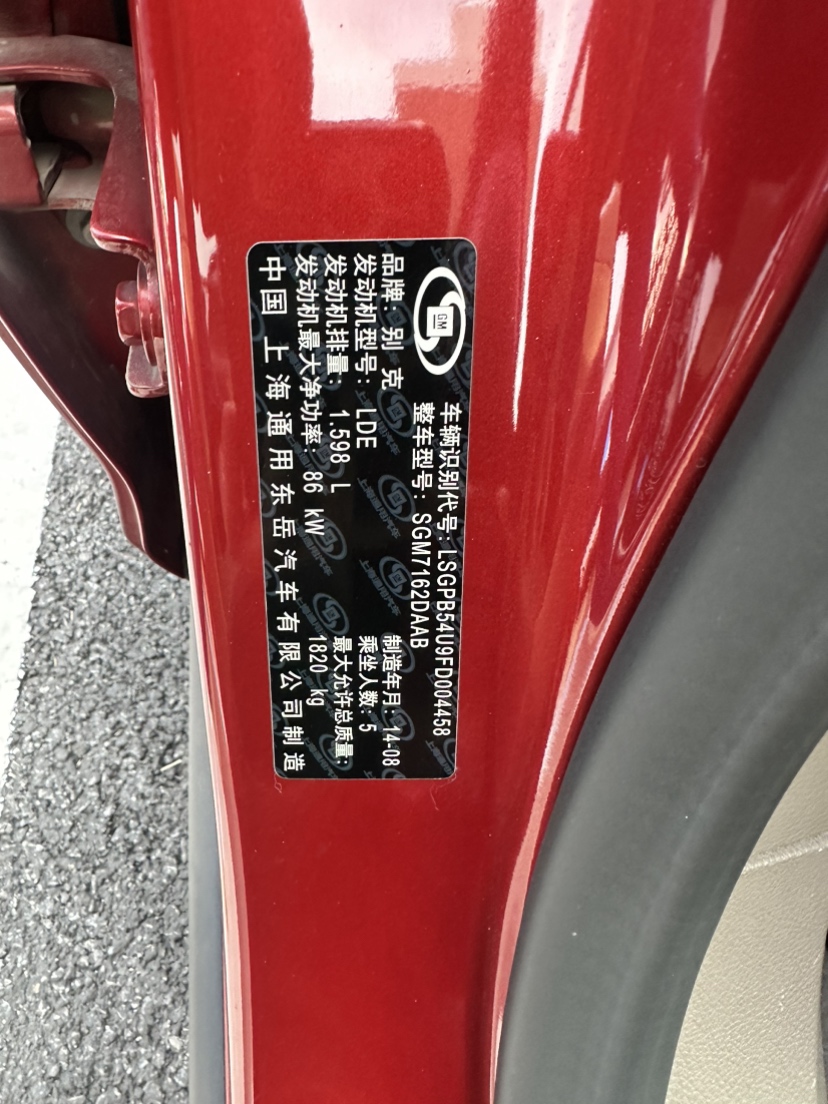 GM
车辆识别代号:LSGPB54U9FD004458
整车型号:SGM7162DAAB
品牌:别 克 制造年月:14-08
发动机型号:LDE 乘坐人数:5
发动机排量:1.598 L 最大允许总质量:
发动机最大净功率:86 kW 1820 kg
中国 上海通用东岳汽车有限公司制造